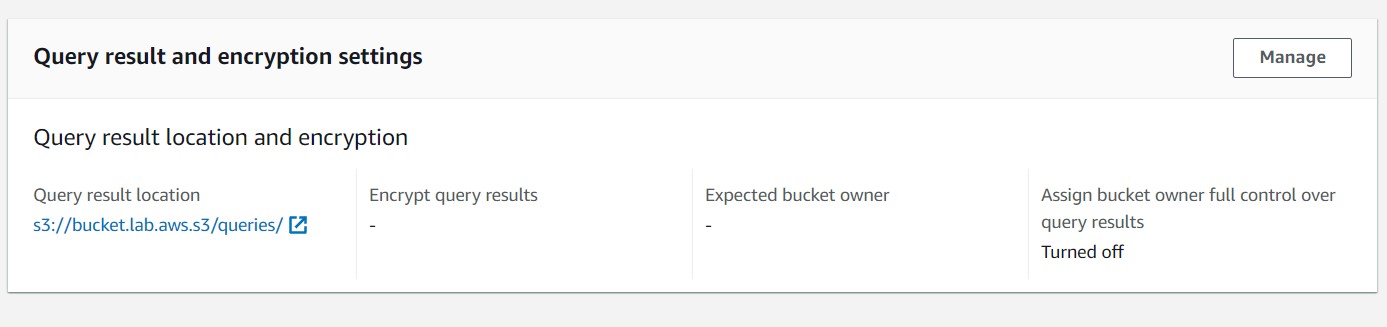 Query result and encryption settings
Manage
Query result location and encryption
Query result location
s3://bucket.lab.aws.s3/queries/
Encrypt query results
-
Expected bucket owner
-
Assign bucket owner full control over
query results
Turned off